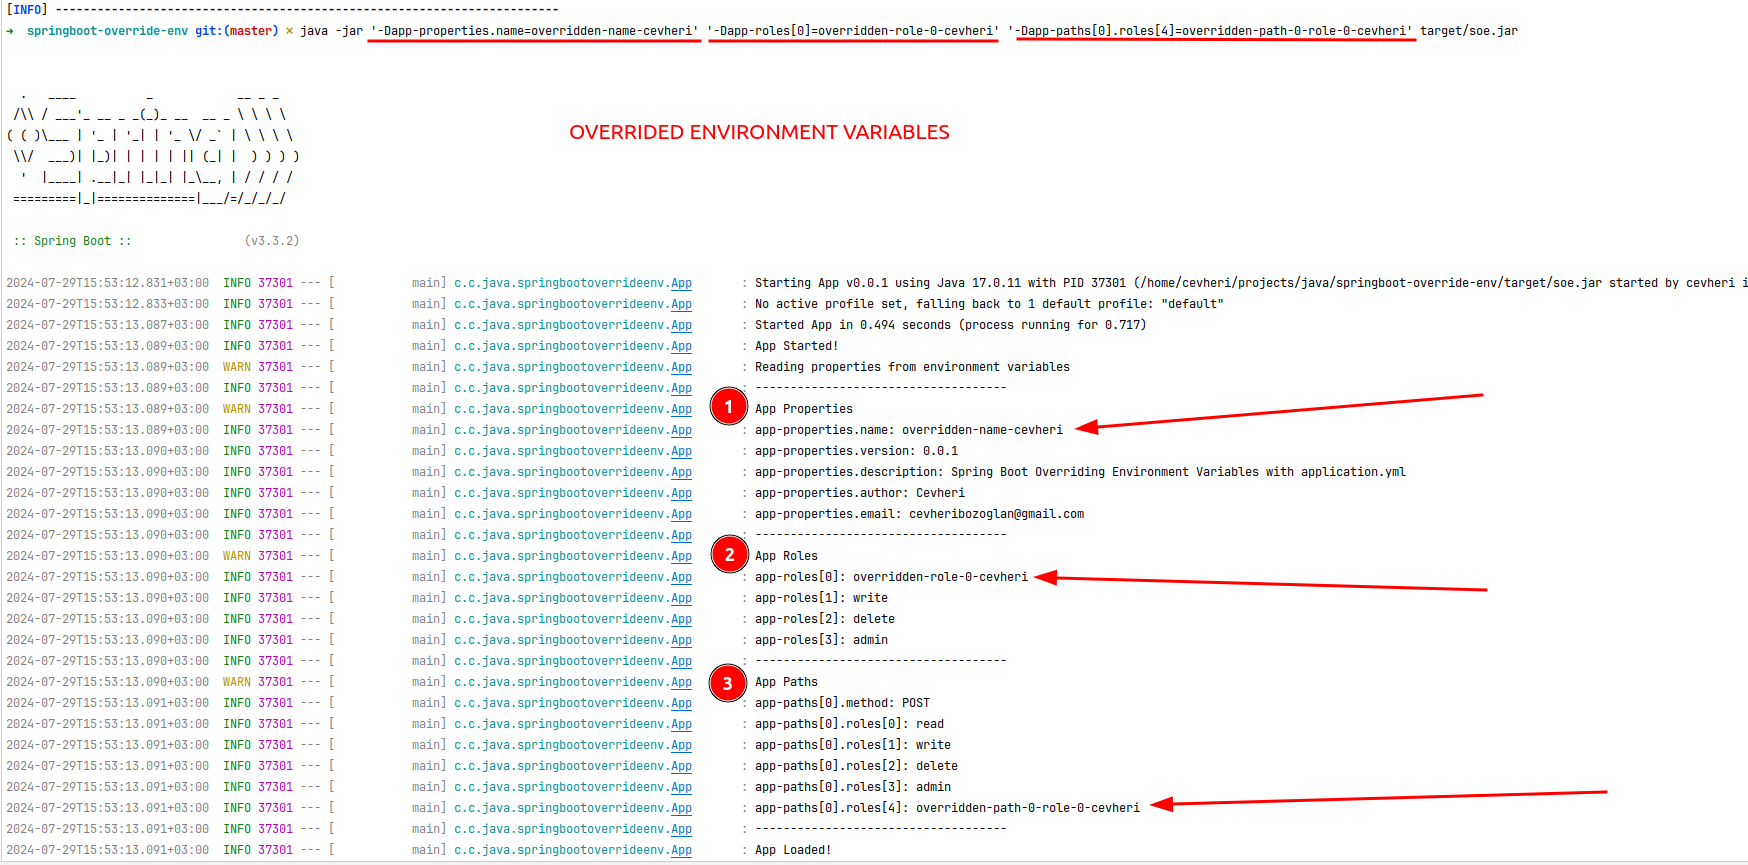 [INFO] ------------------------------------------------------------------------
➜  springboot-override-env git:(master) ✗ java -jar '-Dapp-properties.name=overridden-name-cevheri' '-Dapp-roles[0]=overridden-role-0-cevheri' '-Dapp-paths[0].roles[4]=overridden-path-0-role-0-cevheri' target/soe.jar
  .   ____          _            __ _ _
 /\\ / ___'_ __ _ _(_)_ __  __ _ \ \ \ \
( ( )\___ | '_ | '_| | '_ \/ _` | \ \ \ \
 \\/  ___)| |_)| | | | | || (_| |  ) ) ) )
  '  |____| .__|_| |_|_| |_\__, | / / / /
 =========|_|==============|___/=/_/_/_/
OVERRIDED ENVIRONMENT VARIABLES
 :: Spring Boot ::                (v3.3.2)
2024-07-29T15:53:12.831+03:00  INFO 37301 --- [           main] c.c.java.springbootoverrideenv.App       : Starting App v0.0.1 using Java 17.0.11 with PID 37301 (/home/cevheri/projects/java/springboot-override-env/target/soe.jar started by cevheri i
2024-07-29T15:53:12.833+03:00  INFO 37301 --- [           main] c.c.java.springbootoverrideenv.App       : No active profile set, falling back to 1 default profile: "default"
2024-07-29T15:53:13.087+03:00  INFO 37301 --- [           main] c.c.java.springbootoverrideenv.App       : Started App in 0.494 seconds (process running for 0.717)
2024-07-29T15:53:13.089+03:00  INFO 37301 --- [           main] c.c.java.springbootoverrideenv.App       : App Started!
2024-07-29T15:53:13.089+03:00  WARN 37301 --- [           main] c.c.java.springbootoverrideenv.App       : Reading properties from environment variables
2024-07-29T15:53:13.089+03:00  INFO 37301 --- [           main] c.c.java.springbootoverrideenv.App       : ------------------------------------
2024-07-29T15:53:13.089+03:00  WARN 37301 --- [           main] c.c.java.springbootoverrideenv.App 1 App Properties
2024-07-29T15:53:13.089+03:00  INFO 37301 --- [           main] c.c.java.springbootoverrideenv.App       : app-properties.name: overridden-name-cevheri
2024-07-29T15:53:13.090+03:00  INFO 37301 --- [           main] c.c.java.springbootoverrideenv.App       : app-properties.version: 0.0.1
2024-07-29T15:53:13.090+03:00  INFO 37301 --- [           main] c.c.java.springbootoverrideenv.App       : app-properties.description: Spring Boot Overriding Environment Variables with application.yml
2024-07-29T15:53:13.090+03:00  INFO 37301 --- [           main] c.c.java.springbootoverrideenv.App       : app-properties.author: Cevheri
2024-07-29T15:53:13.090+03:00  INFO 37301 --- [           main] c.c.java.springbootoverrideenv.App       : app-properties.email: cevheribozoglan@gmail.com
2024-07-29T15:53:13.090+03:00  INFO 37301 --- [           main] c.c.java.springbootoverrideenv.App       : ------------------------------------
2024-07-29T15:53:13.090+03:00  WARN 37301 --- [           main] c.c.java.springbootoverrideenv.App 2 App Roles
2024-07-29T15:53:13.090+03:00  INFO 37301 --- [           main] c.c.java.springbootoverrideenv.App       : app-roles[0]: overridden-role-0-cevheri
2024-07-29T15:53:13.090+03:00  INFO 37301 --- [           main] c.c.java.springbootoverrideenv.App       : app-roles[1]: write
2024-07-29T15:53:13.090+03:00  INFO 37301 --- [           main] c.c.java.springbootoverrideenv.App       : app-roles[2]: delete
2024-07-29T15:53:13.090+03:00  INFO 37301 --- [           main] c.c.java.springbootoverrideenv.App       : app-roles[3]: admin
2024-07-29T15:53:13.090+03:00  INFO 37301 --- [           main] c.c.java.springbootoverrideenv.App       : ------------------------------------
2024-07-29T15:53:13.090+03:00  WARN 37301 --- [           main] c.c.java.springbootoverrideenv.App 3 App Paths
2024-07-29T15:53:13.091+03:00  INFO 37301 --- [           main] c.c.java.springbootoverrideenv.App       : app-paths[0].method: POST
2024-07-29T15:53:13.091+03:00  INFO 37301 --- [           main] c.c.java.springbootoverrideenv.App       : app-paths[0].roles[0]: read
2024-07-29T15:53:13.091+03:00  INFO 37301 --- [           main] c.c.java.springbootoverrideenv.App       : app-paths[0].roles[1]: write
2024-07-29T15:53:13.091+03:00  INFO 37301 --- [           main] c.c.java.springbootoverrideenv.App       : app-paths[0].roles[2]: delete
2024-07-29T15:53:13.091+03:00  INFO 37301 --- [           main] c.c.java.springbootoverrideenv.App       : app-paths[0].roles[3]: admin
2024-07-29T15:53:13.091+03:00  INFO 37301 --- [           main] c.c.java.springbootoverrideenv.App       : app-paths[0].roles[4]: overridden-path-0-role-0-cevheri
2024-07-29T15:53:13.091+03:00  INFO 37301 --- [           main] c.c.java.springbootoverrideenv.App       : ------------------------------------
2024-07-29T15:53:13.091+03:00  INFO 37301 --- [           main] c.c.java.springbootoverrideenv.App       : App Loaded!